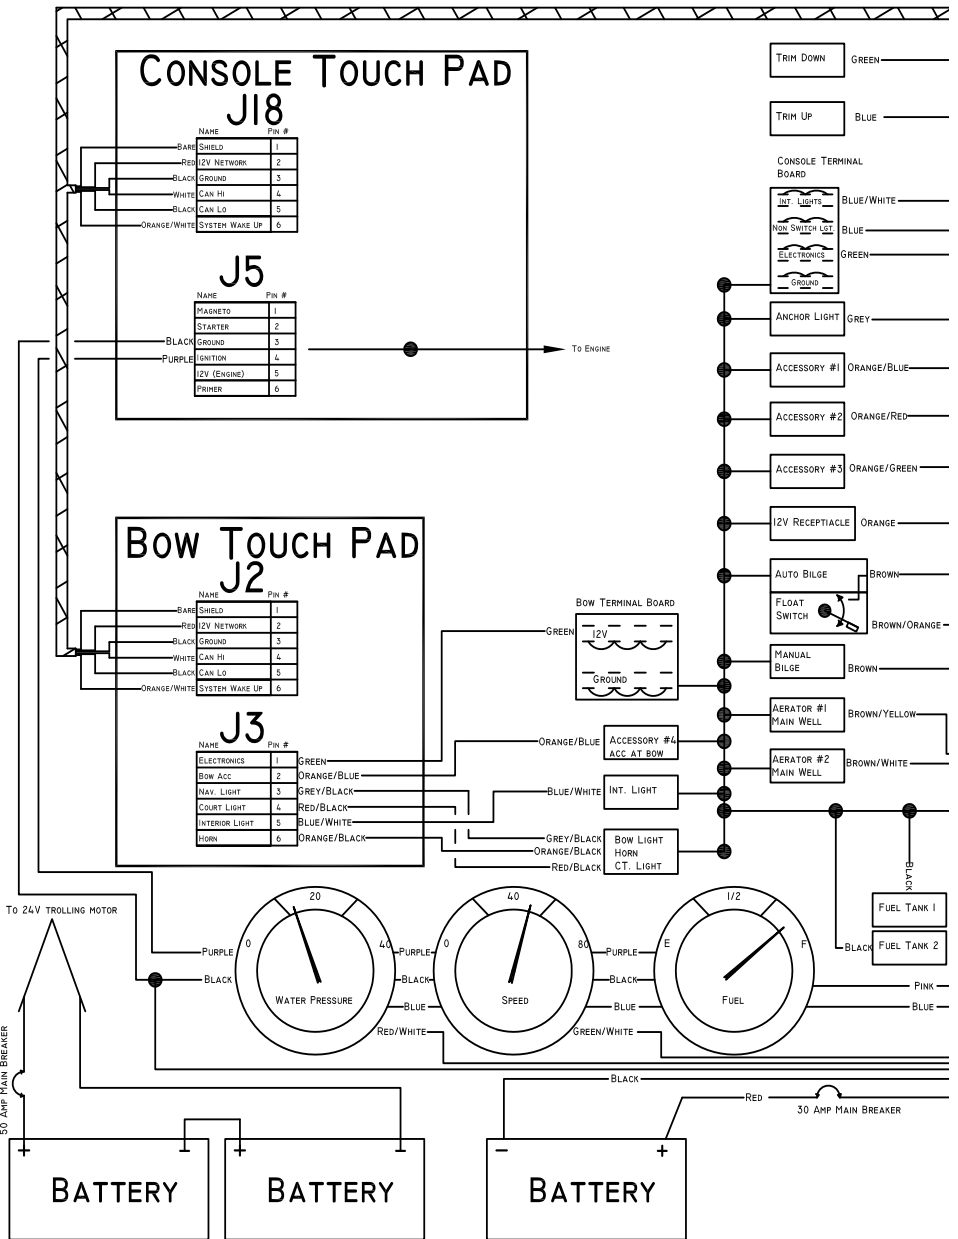 CONSOLE TOUCH PAD
J18
NAME PIN #
BARE SHIELD 1
RED 12V NETWORK 2
BLACK GROUND 3
WHITE CAN HI 4
BLACK CAN LO 5
ORANGE/WHITE SYSTEM WAKE UP 6
J5
NAME PIN #
MAGNETO 1
STARTER 2
BLACK GROUND 3
PURPLE IGNITION 4
12V (ENGINE) 5
PRIMER 6
TO ENGINE
TRIM DOWN GREEN
TRIM UP BLUE
CONSOLE TERMINAL
BOARD
INT. LIGHTS BLUE/WHITE
NON SWITCH LGT. BLUE
ELECTRONICS GREEN
GROUND
ANCHOR LIGHT GREY
ACCESSORY #1 ORANGE/BLUE
ACCESSORY #2 ORANGE/RED
ACCESSORY #3 ORANGE/GREEN
12V RECEPTIACLE ORANGE
AUTO BILGE BROWN
FLOAT
SWITCH
BROWN/ORANGE
MANUAL
BILGE BROWN
AERATOR #1
MAIN WELL
BROWN/YELLOW
AERATOR #2
MAIN WELL
BROWN/WHITE
BOW TOUCH PAD
J2
NAME PIN #
BARE SHIELD 1
RED 12V NETWORK 2
BLACK GROUND 3
WHITE CAN HI 4
BLACK CAN LO 5
ORANGE/WHITE SYSTEM WAKE UP 6
J3
NAME PIN #
ELECTRONICS 1 GREEN
BOW ACC 2 ORANGE/BLUE
NAV. LIGHT 3 GREY/BLACK
COURT LIGHT 4 RED/BLACK
INTERIOR LIGHT 5 BLUE/WHITE
HORN 6 ORANGE/BLACK
BOW TERMINAL BOARD
GREEN 12V
GROUND
ORANGE/BLUE ACCESSORY #4
ACC AT BOW
BLUE/WHITE INT. LIGHT
GREY/BLACK BOW LIGHT
ORANGE/BLACK HORN
RED/BLACK CT. LIGHT
BLACK
FUEL TANK 1
BLACK FUEL TANK 2
TO 24V TROLLING MOTOR
PURPLE
BLACK
0 20 40
WATER PRESSURE
PURPLE
BLACK
BLUE
RED/WHITE
0 40 80
SPEED
PURPLE
BLACK
BLUE
GREEN/WHITE
E 1/2 F
FUEL
PINK
BLUE
50 AMP MAIN BREAKER
BLACK
RED
30 AMP MAIN BREAKER
+ - + - - +
BATTERY BATTERY BATTERY